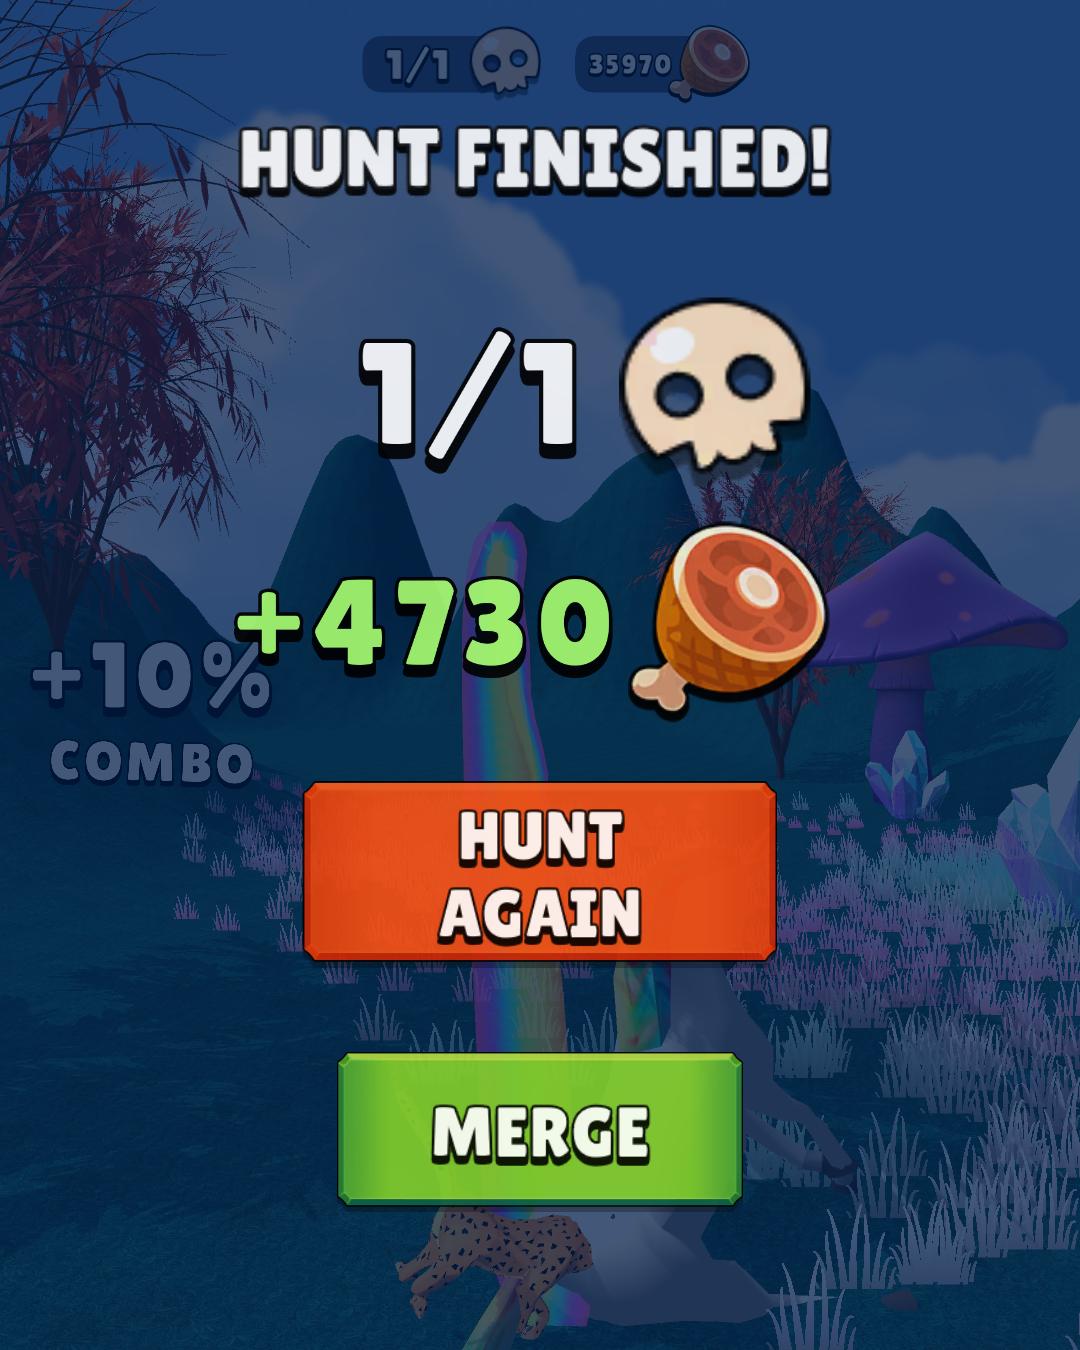 1/1
35970
HUNT FINISHED!
1/1
+4730
+10%
COMBO
HUNT
AGAIN
MERGE